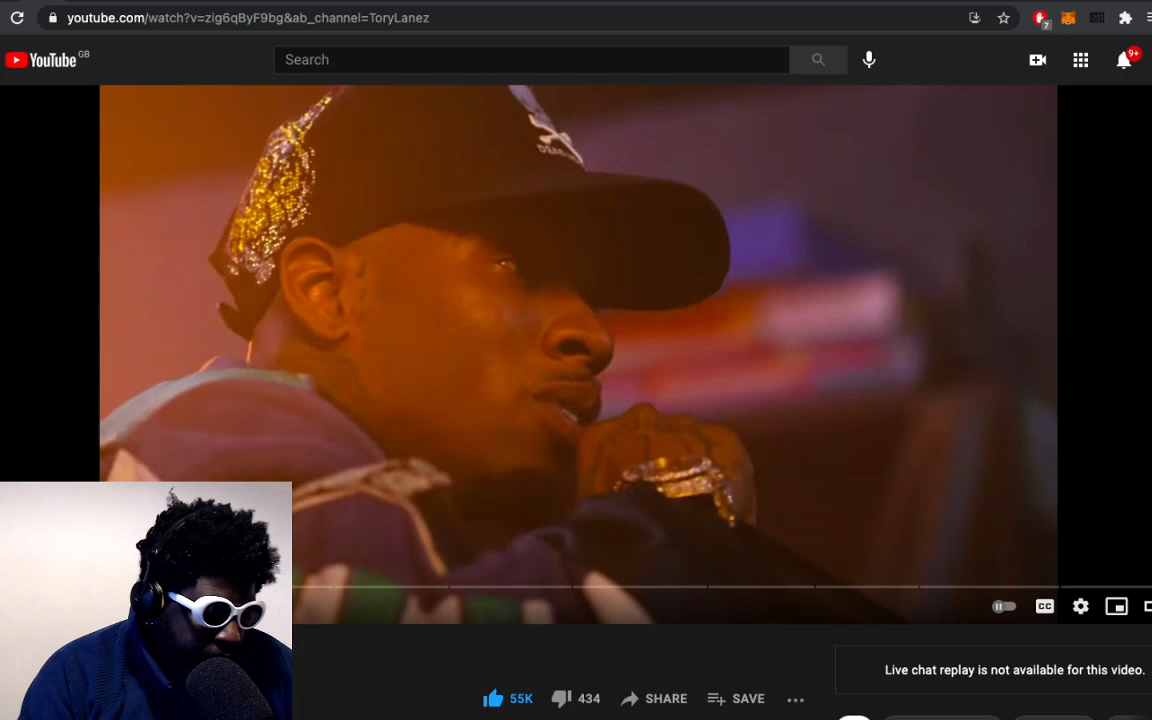 youtube.com/watch?v=zig6qByF9bg&ab_channel=ToryLanez
7
YouTube GB
Search
9+
CC
Live chat replay is not available for this video.
55K
434
SHARE
SAVE